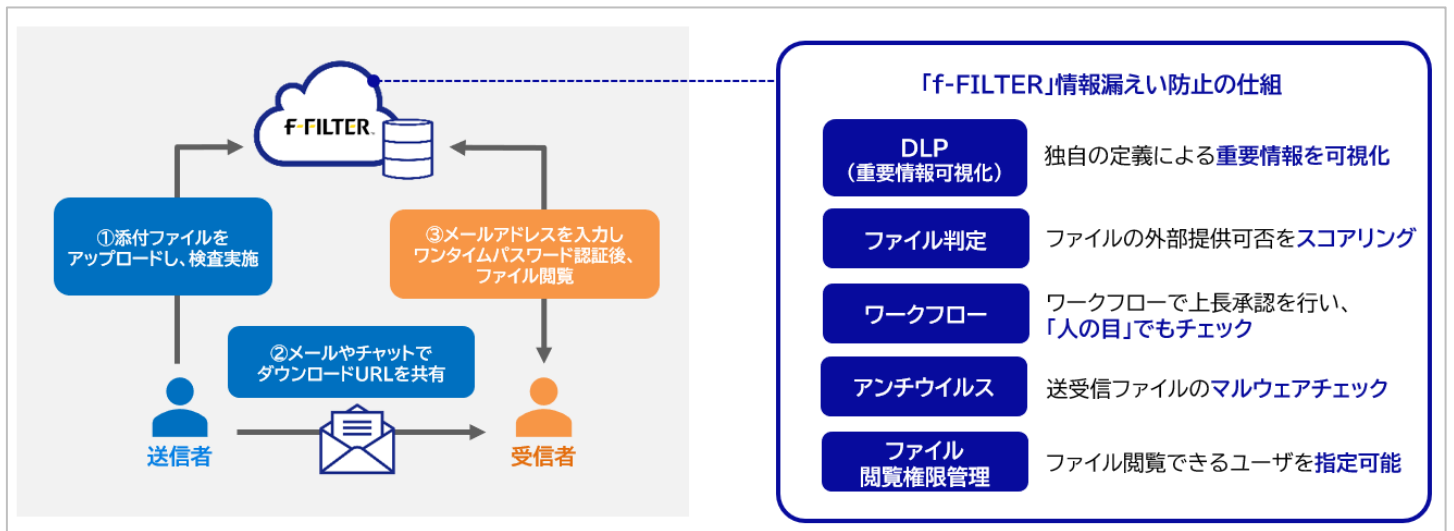 f-FILTER
①添付ファイルを
アップロードし、検査実施
③メールアドレスを入力し
ワンタイムパスワード認証後、
ファイル閲覧
②メールやチャットで
ダウンロードURLを共有
送信者
受信者
「f-FILTER」情報漏えい防止の仕組
DLP
(重要情報可視化)
独自の定義による重要情報を可視化
ファイル判定
ファイルの外部提供可否をスコアリング
ワークフロー
ワークフローで上長承認を行い、
「人の目」でもチェック
アンチウイルス
送受信ファイルのマルウェアチェック
ファイル
閲覧権限管理
ファイル閲覧できるユーザを指定可能